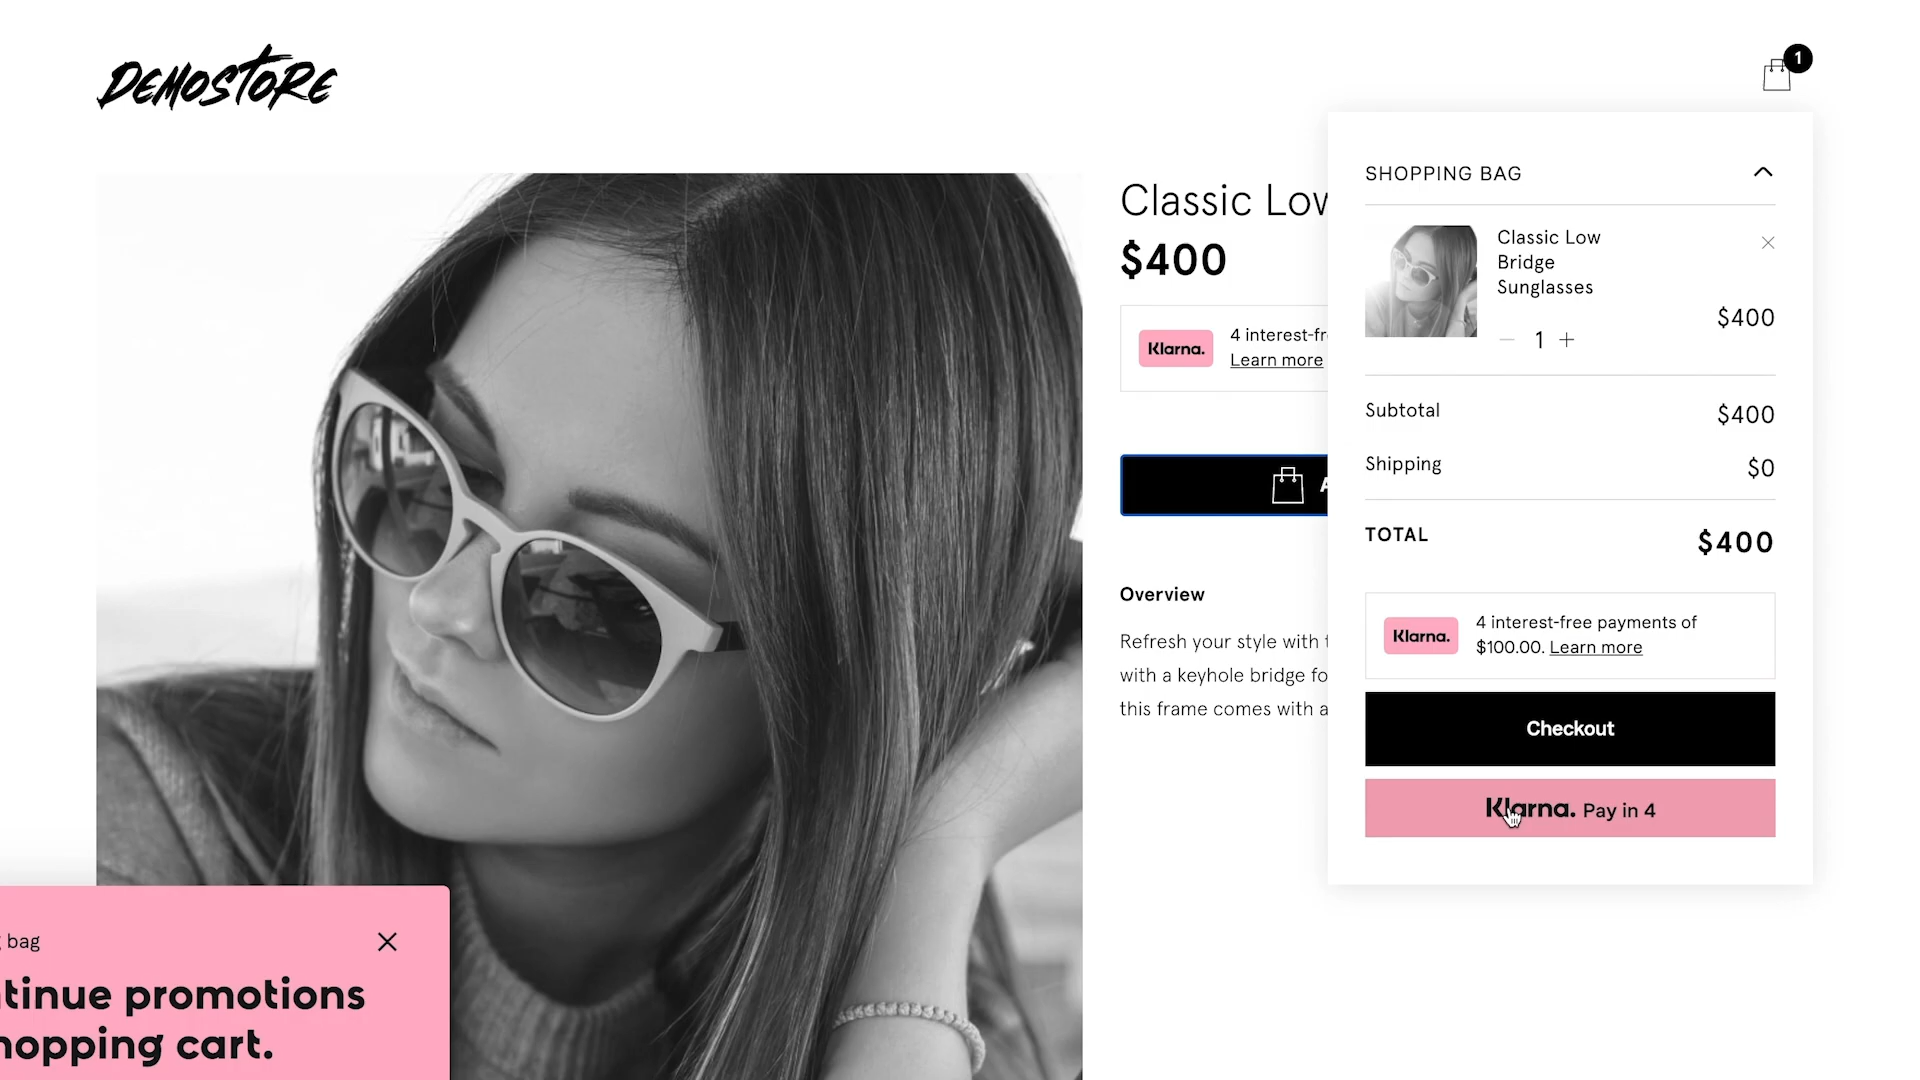 DEMOSTORE
1
Classic Low
$400
Klarna.
4 interest-fr
Learn more
Overview
Refresh your style with
with a keyhole bridge fo
this frame comes with a
SHOPPING BAG
Classic Low
Bridge
Sunglasses
1
$400
Subtotal
$400
Shipping
$0
TOTAL
$400
Klarna.
4 interest-free payments of
$100.00. Learn more
Checkout
Klarna. Pay in 4
bag
tinue promotions
hopping cart.